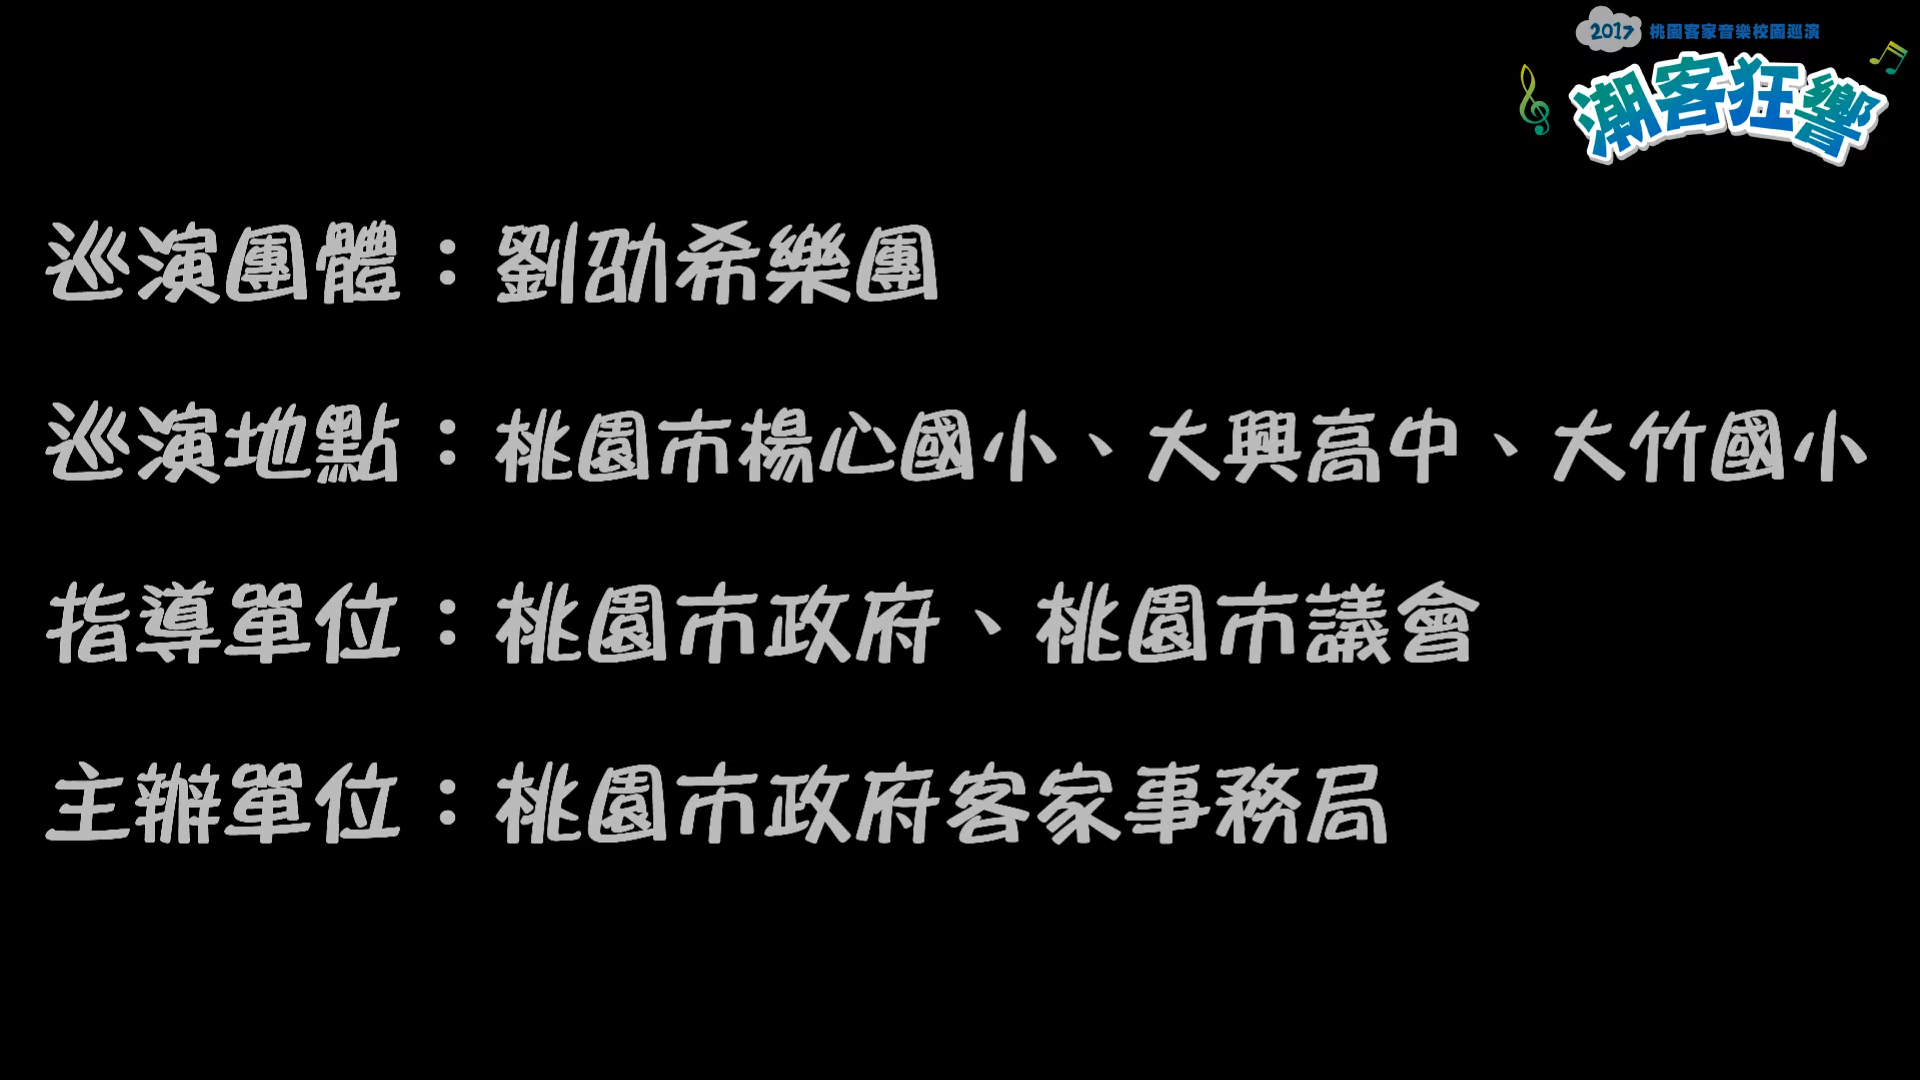 2017 桃園客家音樂校園巡演
潮客狂響
巡演團體：劉劭希樂團
巡演地點：桃園市楊心國小、大興高中、大竹國小
指導單位：桃園市政府、桃園市議會
主辦單位：桃園市政府客家事務局